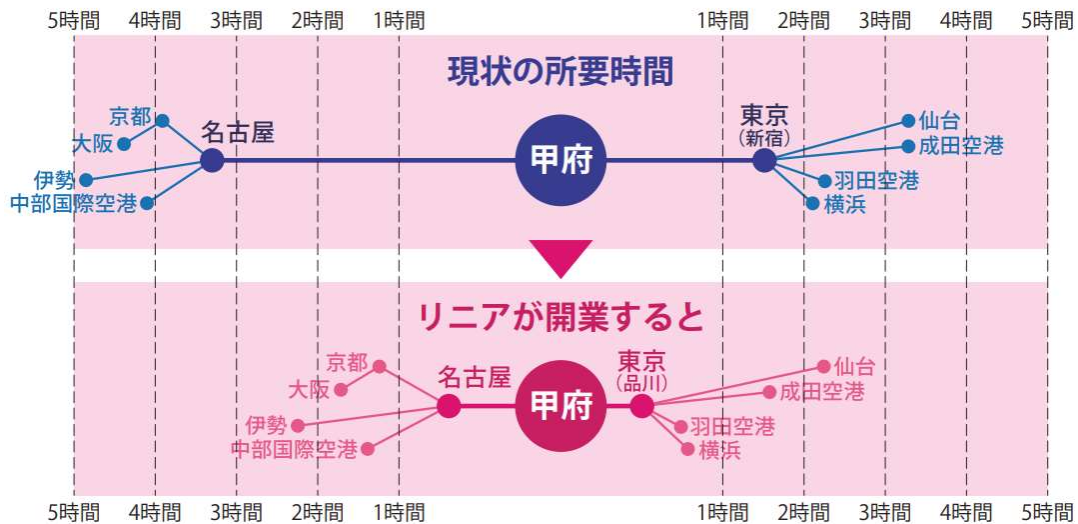 5時間 4時間 3時間 2時間 1時間 1時間 2時間 3時間 4時間 5時間
現状の所要時間
京都
大阪
名古屋
伊勢
中部国際空港
甲府
東京
（新宿）
仙台
成田空港
羽田空港
横浜
リニアが開業すると
京都
大阪
名古屋
伊勢
中部国際空港
甲府
東京
（品川）
仙台
成田空港
羽田空港
横浜
5時間 4時間 3時間 2時間 1時間 1時間 2時間 3時間 4時間 5時間